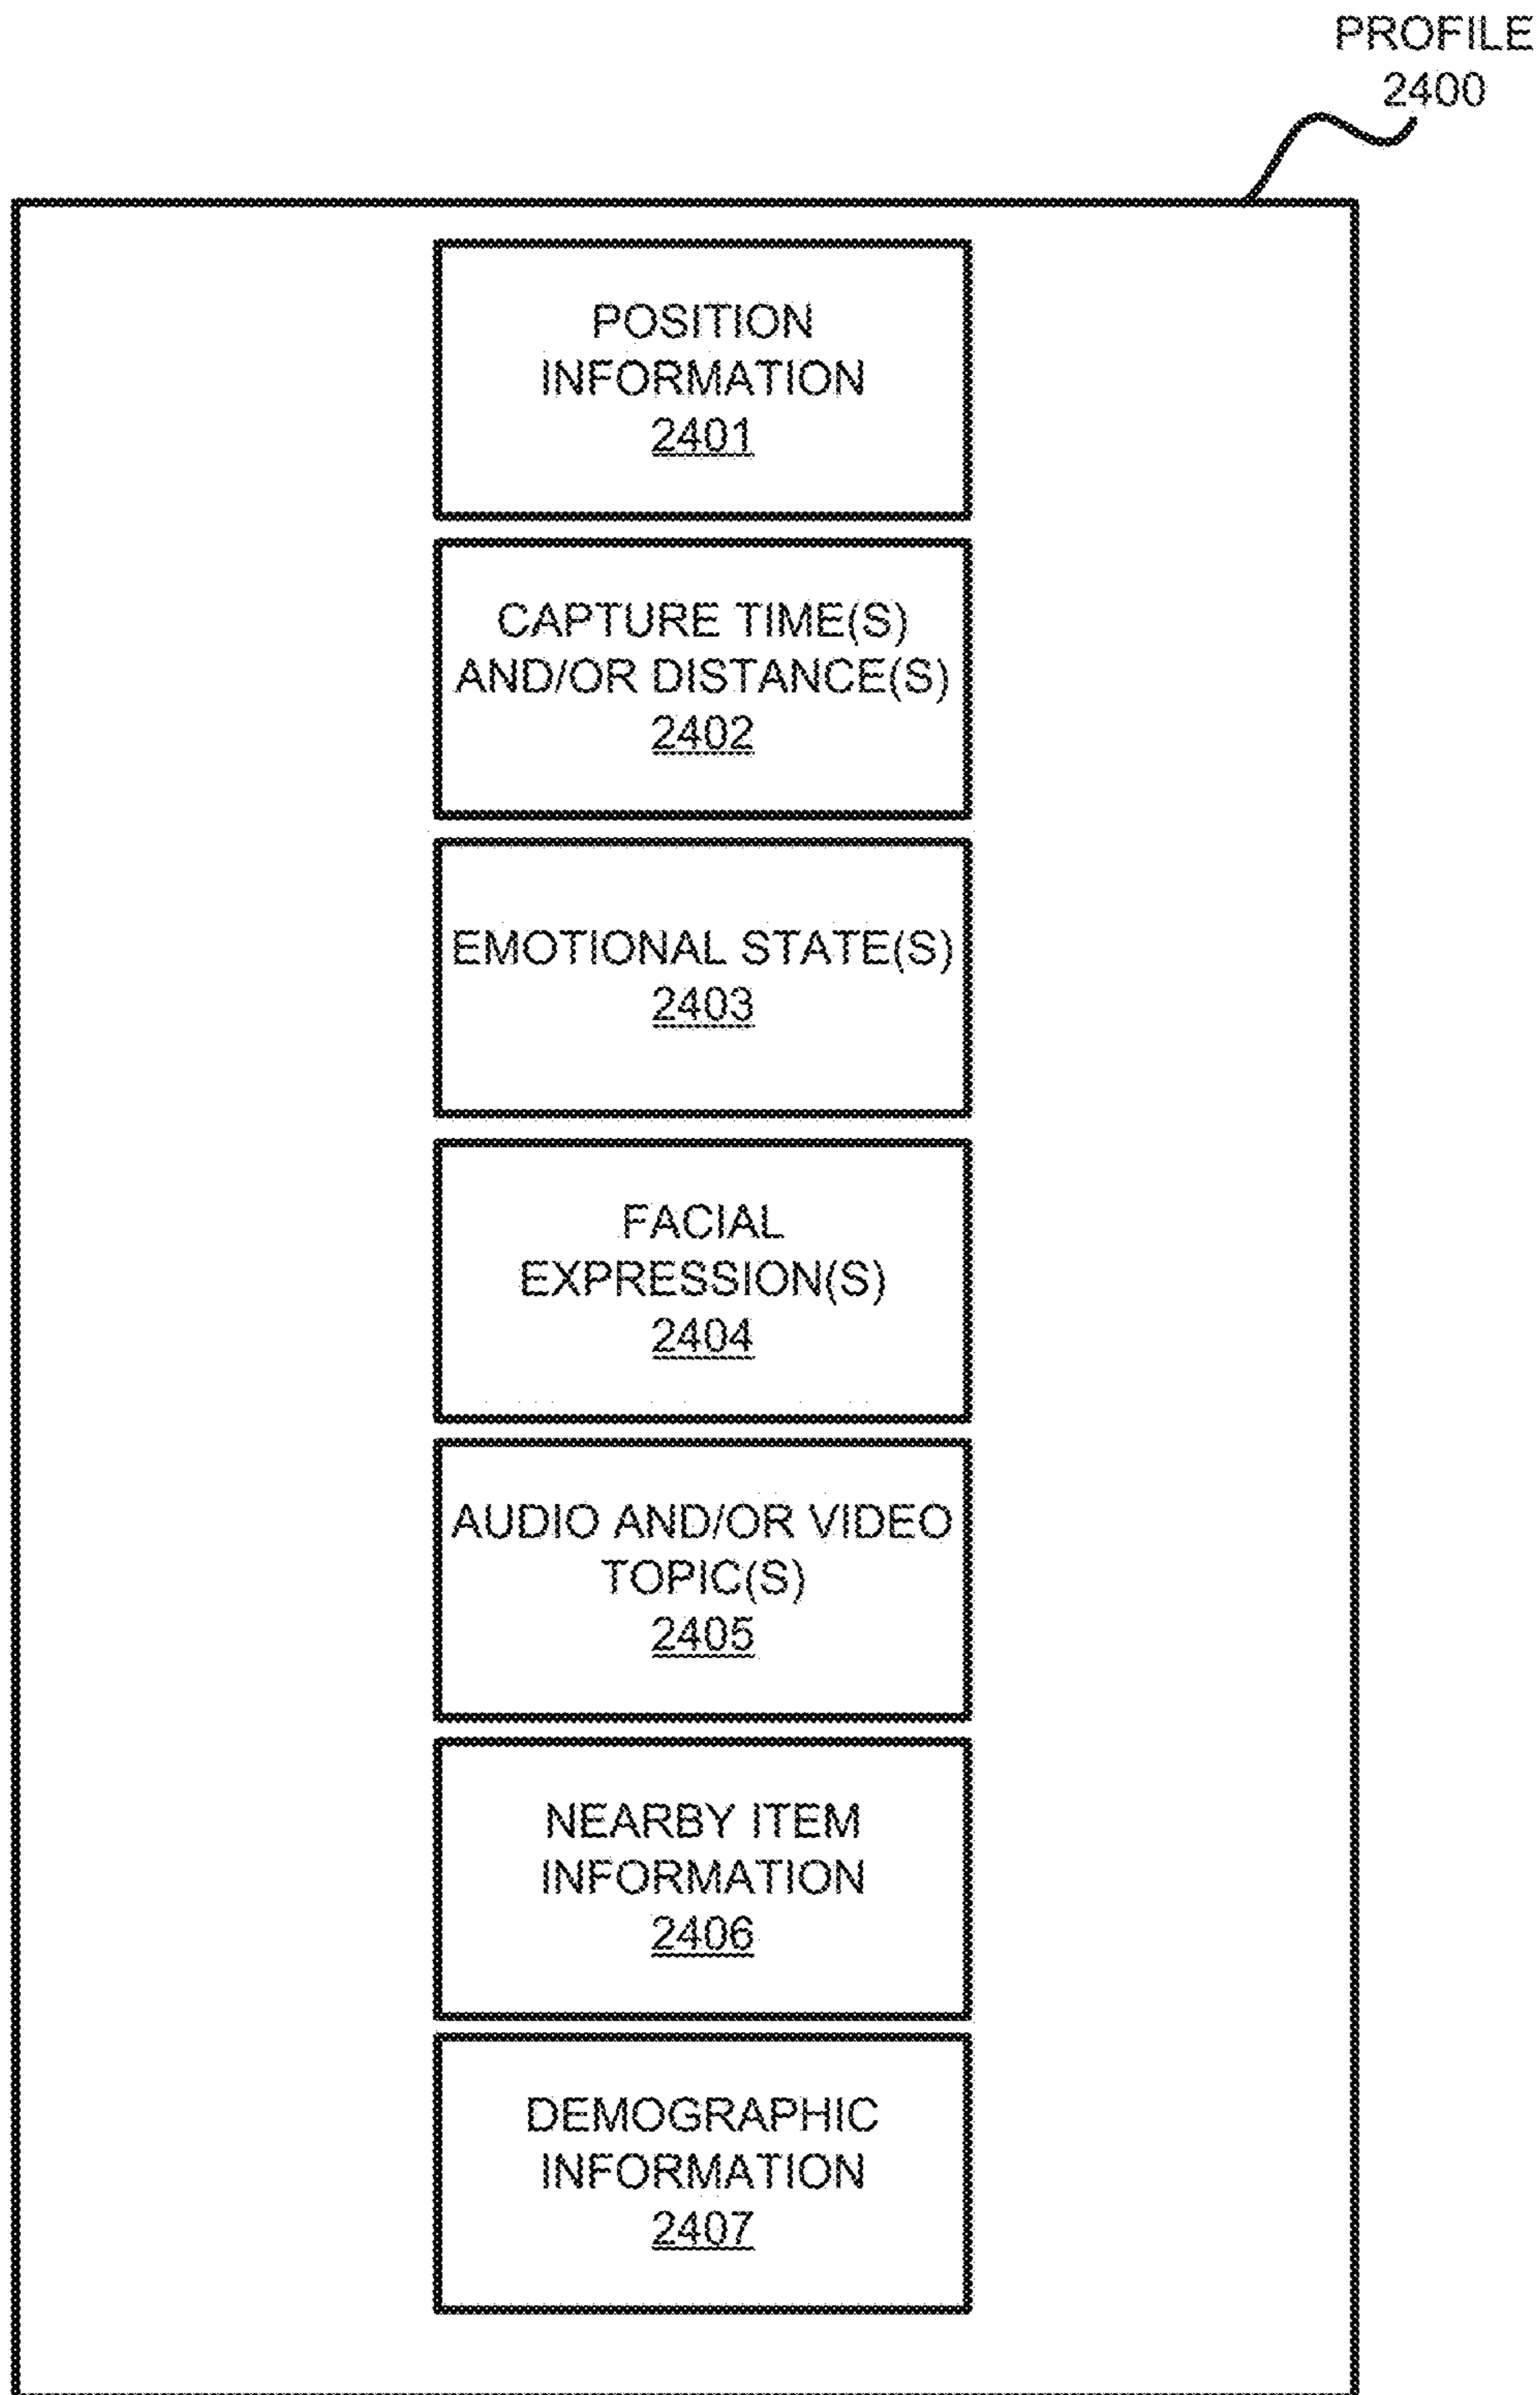 PROFILE
2400
POSITION
INFORMATION
2401
CAPTURE TIME(S)
AND/OR DISTANCE(S)
2402
EMOTIONAL STATE(S)
2403
FACIAL
EXPRESSION(S)
2404
AUDIO AND/OR VIDEO
TOPIC(S)
2405
NEARBY ITEM
INFORMATION
2406
DEMOGRAPHIC
INFORMATION
2407